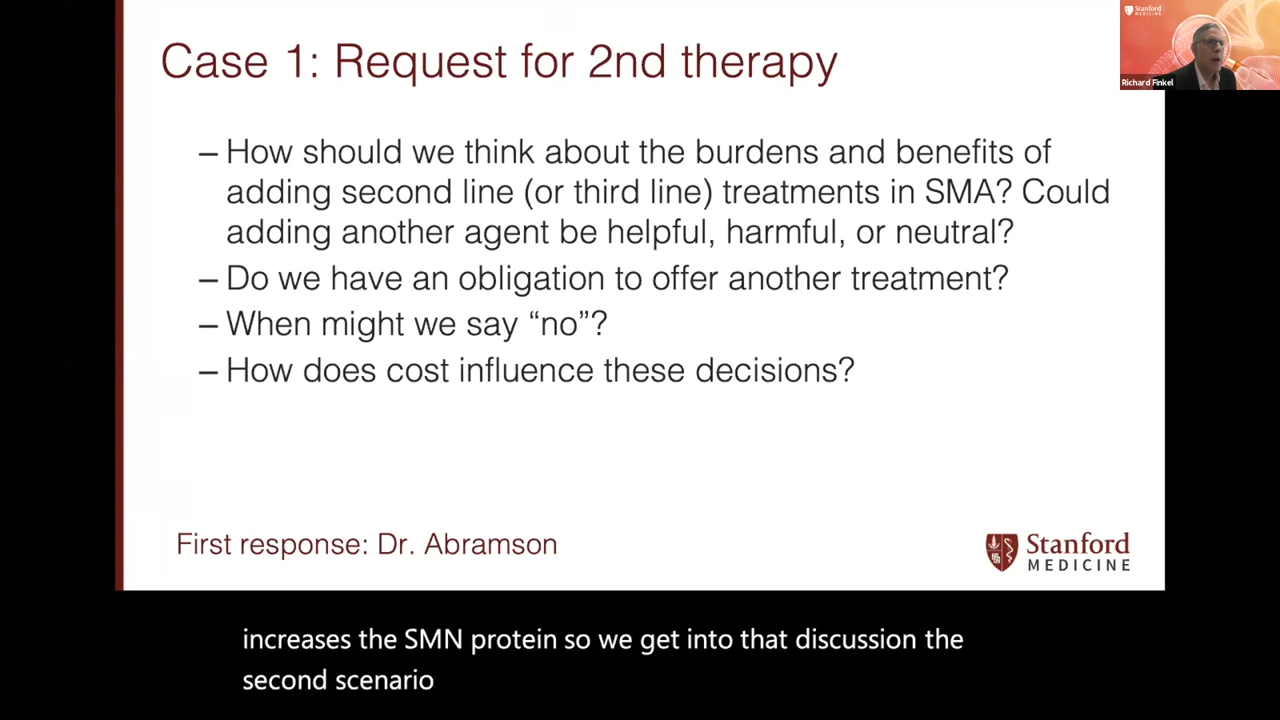 Case 1: Request for 2nd therapy
Stanford
MEDICINE
Richard Finkel
– How should we think about the burdens and benefits of
adding second line (or third line) treatments in SMA? Could
adding another agent be helpful, harmful, or neutral?
– Do we have an obligation to offer another treatment?
– When might we say “no”?
– How does cost influence these decisions?
First response: Dr. Abramson
Stanford
MEDICINE
increases the SMN protein so we get into that discussion the
second scenario